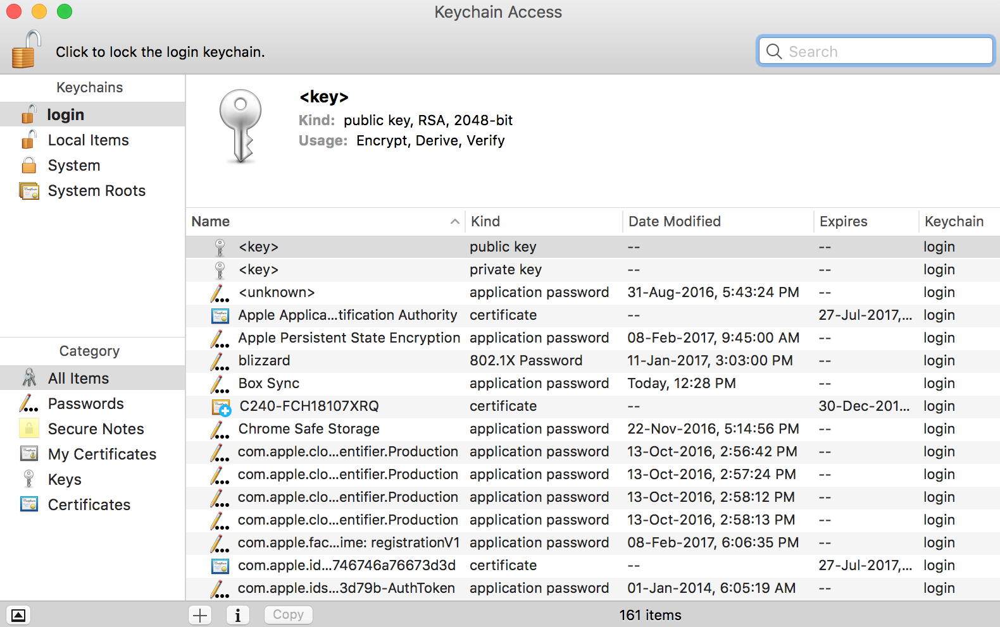 Keychain Access
Click to lock the login keychain.
Search
Keychains
login
Local Items
System
System Roots
Category
All Items
Passwords
Secure Notes
My Certificates
Keys
Certificates
<key>
Kind: public key, RSA, 2048-bit
Usage: Encrypt, Derive, Verify
Name Kind Date Modified Expires Keychain
<key> public key -- -- login
<key> private key -- -- login
<unknown> application password 31-Aug-2016, 5:43:24 PM -- login
Apple Applica...tification Authority certificate -- 27-Jul-2017,... login
Apple Persistent State Encryption application password 08-Feb-2017, 9:45:00 AM -- login
blizzard 802.1X Password 11-Jan-2017, 3:03:00 PM -- login
Box Sync application password Today, 12:28 PM -- login
C240-FCH18107XRQ certificate -- 30-Dec-201... login
Chrome Safe Storage application password 22-Nov-2016, 5:14:56 PM -- login
com.apple.clo...entifier.Production application password 13-Oct-2016, 2:56:42 PM -- login
com.apple.clo...entifier.Production application password 13-Oct-2016, 2:57:24 PM -- login
com.apple.clo...entifier.Production application password 13-Oct-2016, 2:58:12 PM -- login
com.apple.clo...entifier.Production application password 13-Oct-2016, 2:58:13 PM -- login
com.apple.fac...ime: registrationV1 application password 08-Feb-2017, 6:06:35 PM -- login
com.apple.id...746746a76673d3d certificate -- 27-Jul-2017,... login
com.apple.ids...3d79b-AuthToken application password 01-Jan-2014, 6:05:19 AM -- login
Copy
161 items